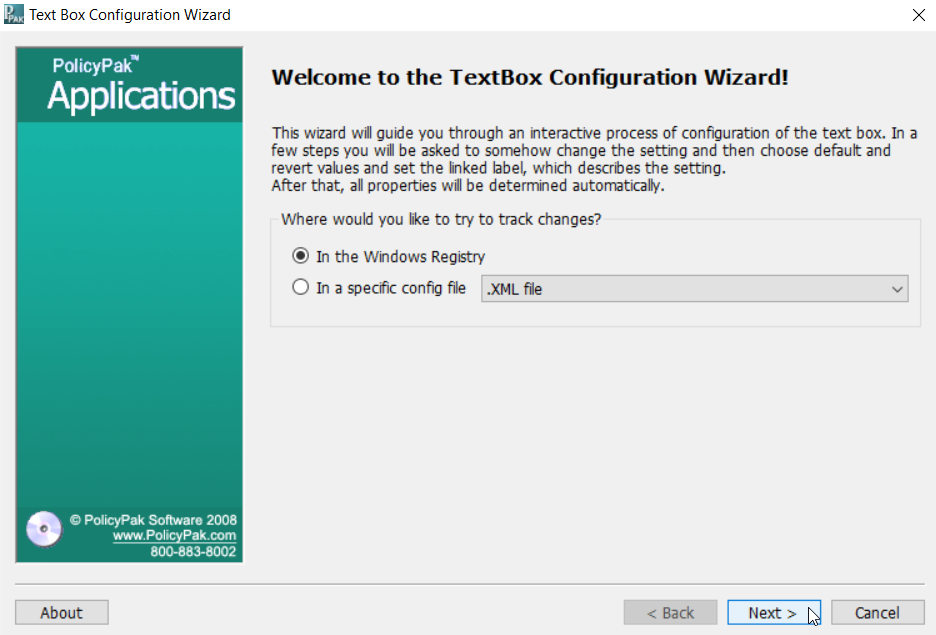 PPAK
Text Box Configuration Wizard
PolicyPak™
Applications
Welcome to the TextBox Configuration Wizard!
This wizard will guide you through an interactive process of configuration of the text box. In a
few steps you will be asked to somehow change the setting and then choose default and
revert values and set the linked label, which describes the setting.
After that, all properties will be determined automatically.
Where would you like to try to track changes?
In the Windows Registry
In a specific config file
.XML file
© PolicyPak Software 2008
www.PolicyPak.com
800-883-8002
About
< Back
Next >
Cancel